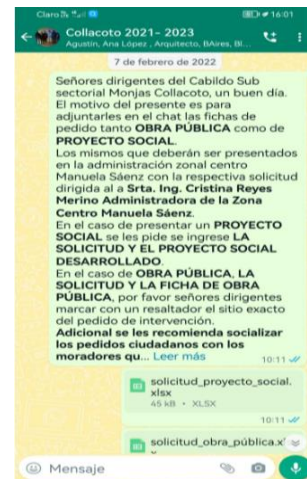 Claro 16:01
Collacoto 2021- 2023
Agustín, Ana López , Arquitecto, BAires, Bl...
7 de febrero de 2022
Señores dirigentes del Cabildo Sub
sectorial Monjas Collacoto, un buen día.
El motivo del presente es para
adjuntarles en el chat las fichas de
pedido tanto OBRA PÚBLICA como de
PROYECTO SOCIAL.
Los mismos que deberán ser presentados
en la administración zonal centro
Manuela Sáenz con la respectiva solicitud
dirigida al a Srta. Ing. Cristina Reyes
Merino Administradora de la Zona
Centro Manuela Sáenz.
En el caso de presentar un PROYECTO
SOCIAL se les pide se ingrese LA
SOLICITUD Y EL PROYECTO SOCIAL
DESARROLLADO.
En el caso de OBRA PÚBLICA, LA
SOLICITUD Y LA FICHA DE OBRA
PÚBLICA, por favor señores dirigentes
marcar con un resaltador el sitio exacto
del pedido de intervención.
Adicional se les recomienda socializar
los pedidos ciudadanos con los
moradores qu... Leer más
10:11
solicitud_proyecto_social.
xlsx
45 kB • XLSX
10:11
solicitud_obra_pública.x
Mensaje